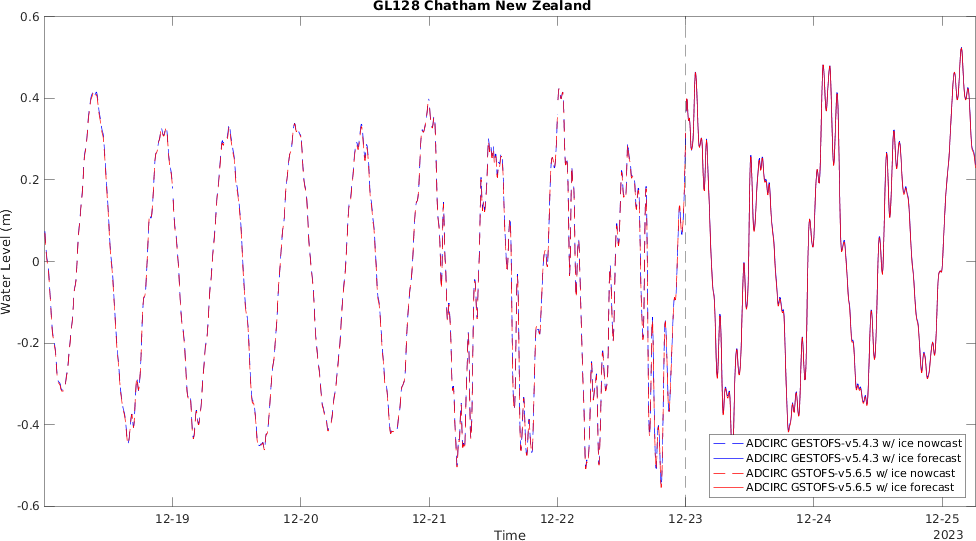 GL128 Chatham New Zealand
0.6
0.4
0.2
0
-0.2
-0.4
-0.6
Water Level (m)
12-19
12-20
12-21
12-22
12-23
12-24
12-25
2023
Time
ADCIRC GESTOFS-v5.4.3 w/ ice nowcast
ADCIRC GESTOFS-v5.4.3 w/ ice forecast
ADCIRC GSTOFS-v5.6.5 w/ ice nowcast
ADCIRC GSTOFS-v5.6.5 w/ ice forecast